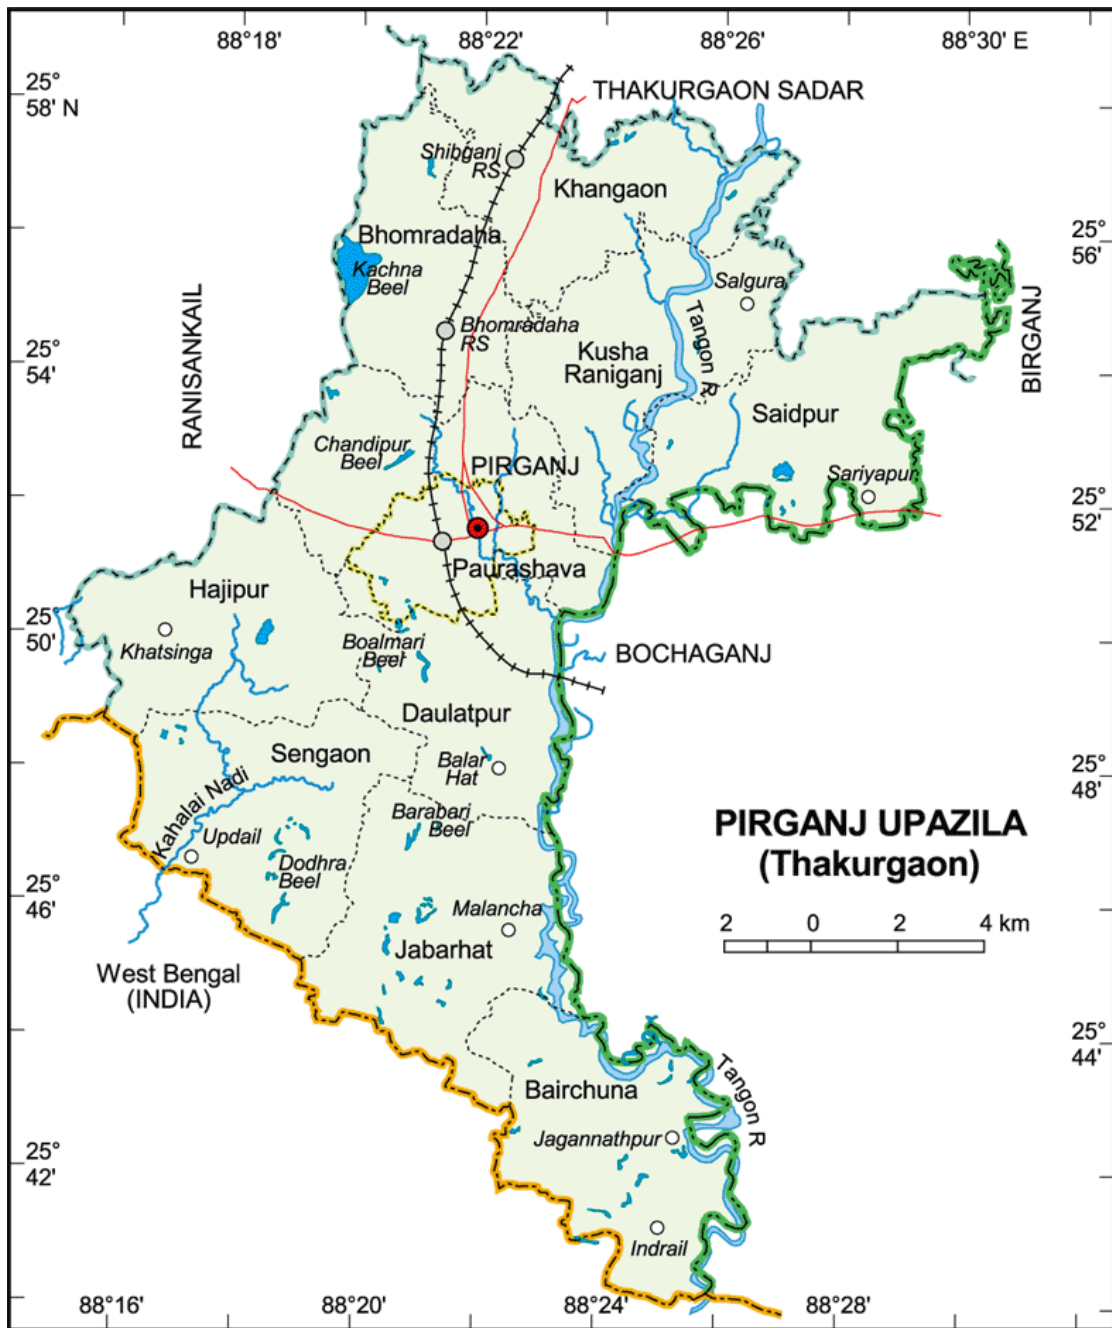 88°18'
88°22'
88°26'
88°30' E
25°
58' N
THAKURGAON SADAR
Shibganj
RS
Khangaon
Bhomradaha
25°
56'
Kachna
Beel
Salgura
RANISANKAIL
BIRGANJ
Tangon R
Bhomradaha
RS
25°
54'
Kusha
Raniganj
Saidpur
Chandipur
Beel
PIRGANJ
Sariyapur
25°
52'
Paurashava
Hajipur
25°
50'
Khatsinga
Boalmari
Beel
BOCHAGANJ
Daulatpur
Sengaon
Balar
Hat
25°
48'
Kahalai Nadi
Barabari
Beel
PIRGANJ UPAZILA
(Thakurgaon)
Updail
Dodhra
Beel
25°
46'
Malancha
2 0 2 4 km
Jabarhat
West Bengal
(INDIA)
25°
44'
Bairchuna
Tangon R
Jagannathpur
25°
42'
Indrail
88°16'
88°20'
88°24'
88°28'